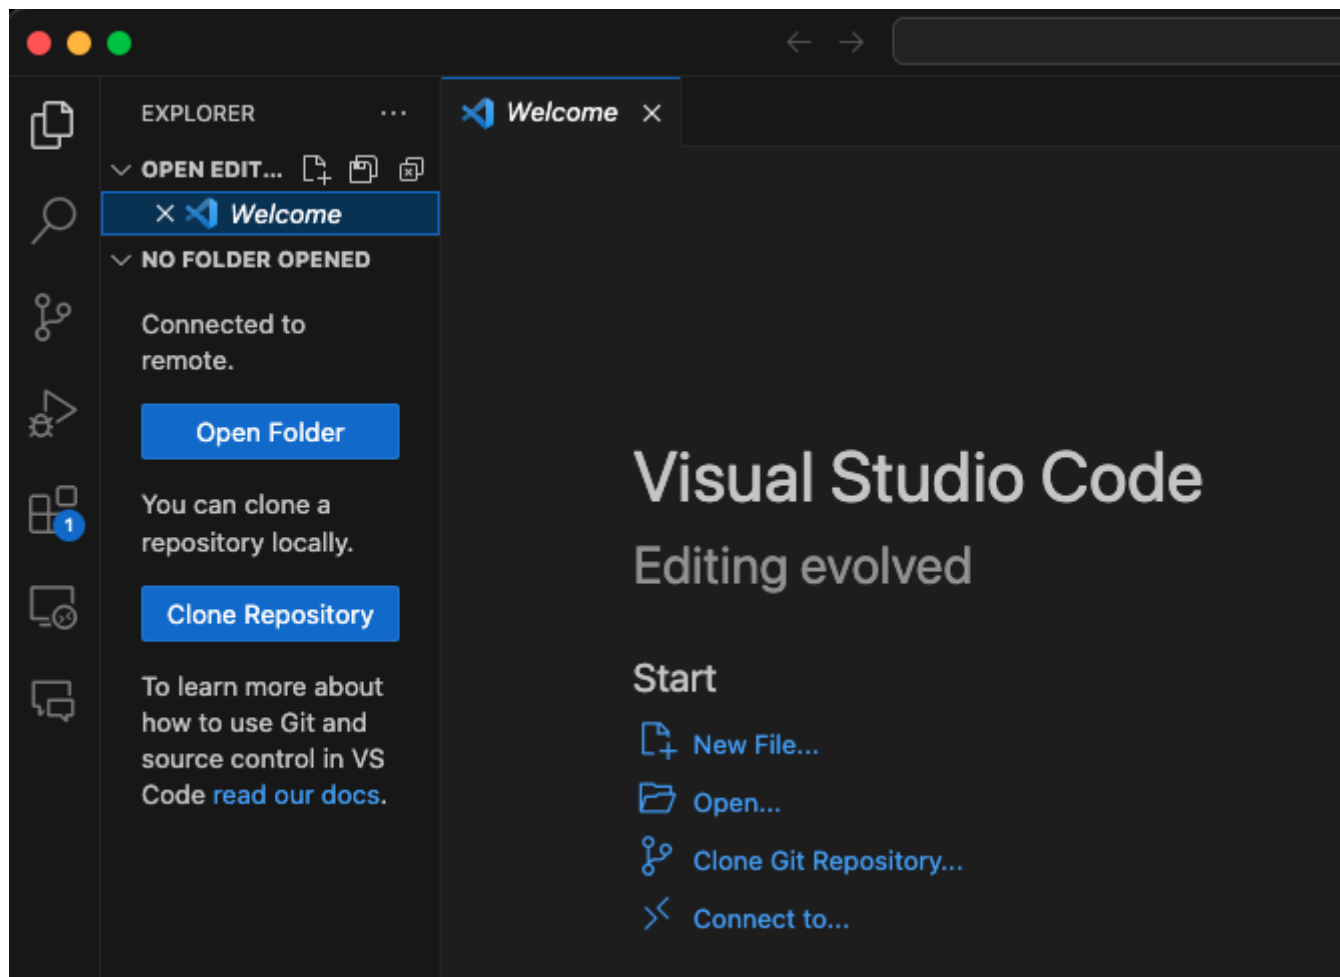 EXPLORER
OPEN EDIT...
Welcome
NO FOLDER OPENED
Connected to
remote.
Open Folder
You can clone a
repository locally.
1
Clone Repository
To learn more about
how to use Git and
source control in VS
Code read our docs.
Welcome
Visual Studio Code
Editing evolved
Start
New File...
Open...
Clone Git Repository...
Connect to...